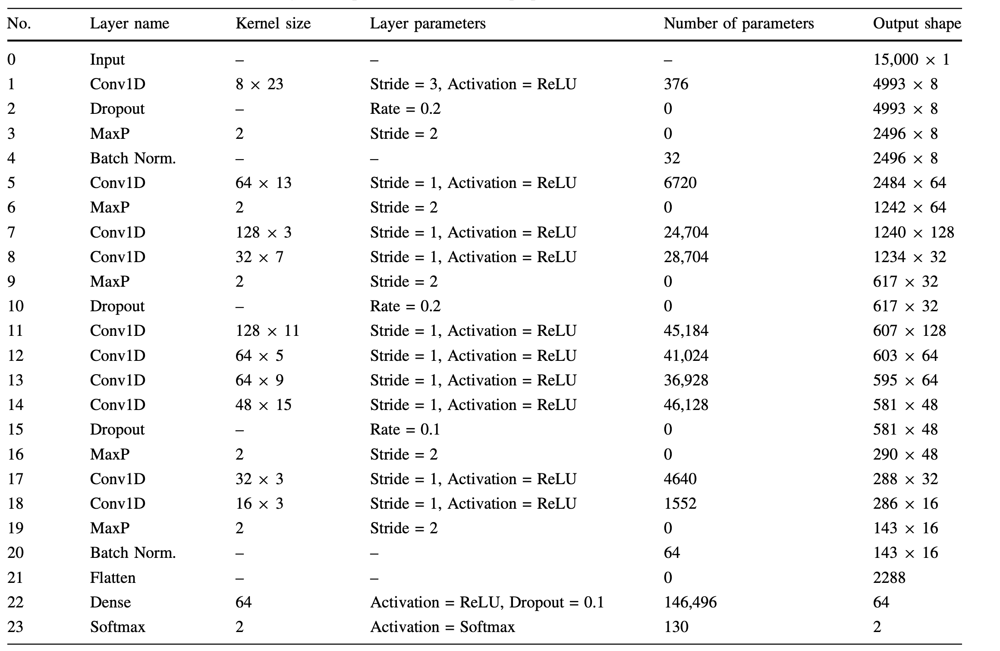 No. Layer name Kernel size Layer parameters Number of parameters Output shape
0 Input – – – 15,000 × 1
1 Conv1D 8 × 23 Stride = 3, Activation = ReLU 376 4993 × 8
2 Dropout – Rate = 0.2 0 4993 × 8
3 MaxP 2 Stride = 2 0 2496 × 8
4 Batch Norm. – – 32 2496 × 8
5 Conv1D 64 × 13 Stride = 1, Activation = ReLU 6720 2484 × 64
6 MaxP 2 Stride = 2 0 1242 × 64
7 Conv1D 128 × 3 Stride = 1, Activation = ReLU 24,704 1240 × 128
8 Conv1D 32 × 7 Stride = 1, Activation = ReLU 28,704 1234 × 32
9 MaxP 2 Stride = 2 0 617 × 32
10 Dropout – Rate = 0.2 0 617 × 32
11 Conv1D 128 × 11 Stride = 1, Activation = ReLU 45,184 607 × 128
12 Conv1D 64 × 5 Stride = 1, Activation = ReLU 41,024 603 × 64
13 Conv1D 64 × 9 Stride = 1, Activation = ReLU 36,928 595 × 64
14 Conv1D 48 × 15 Stride = 1, Activation = ReLU 46,128 581 × 48
15 Dropout – Rate = 0.1 0 581 × 48
16 MaxP 2 Stride = 2 0 290 × 48
17 Conv1D 32 × 3 Stride = 1, Activation = ReLU 4640 288 × 32
18 Conv1D 16 × 3 Stride = 1, Activation = ReLU 1552 286 × 16
19 MaxP 2 Stride = 2 0 143 × 16
20 Batch Norm. – – 64 143 × 16
21 Flatten – – 0 2288
22 Dense 64 Activation = ReLU, Dropout = 0.1 146,496 64
23 Softmax 2 Activation = Softmax 130 2